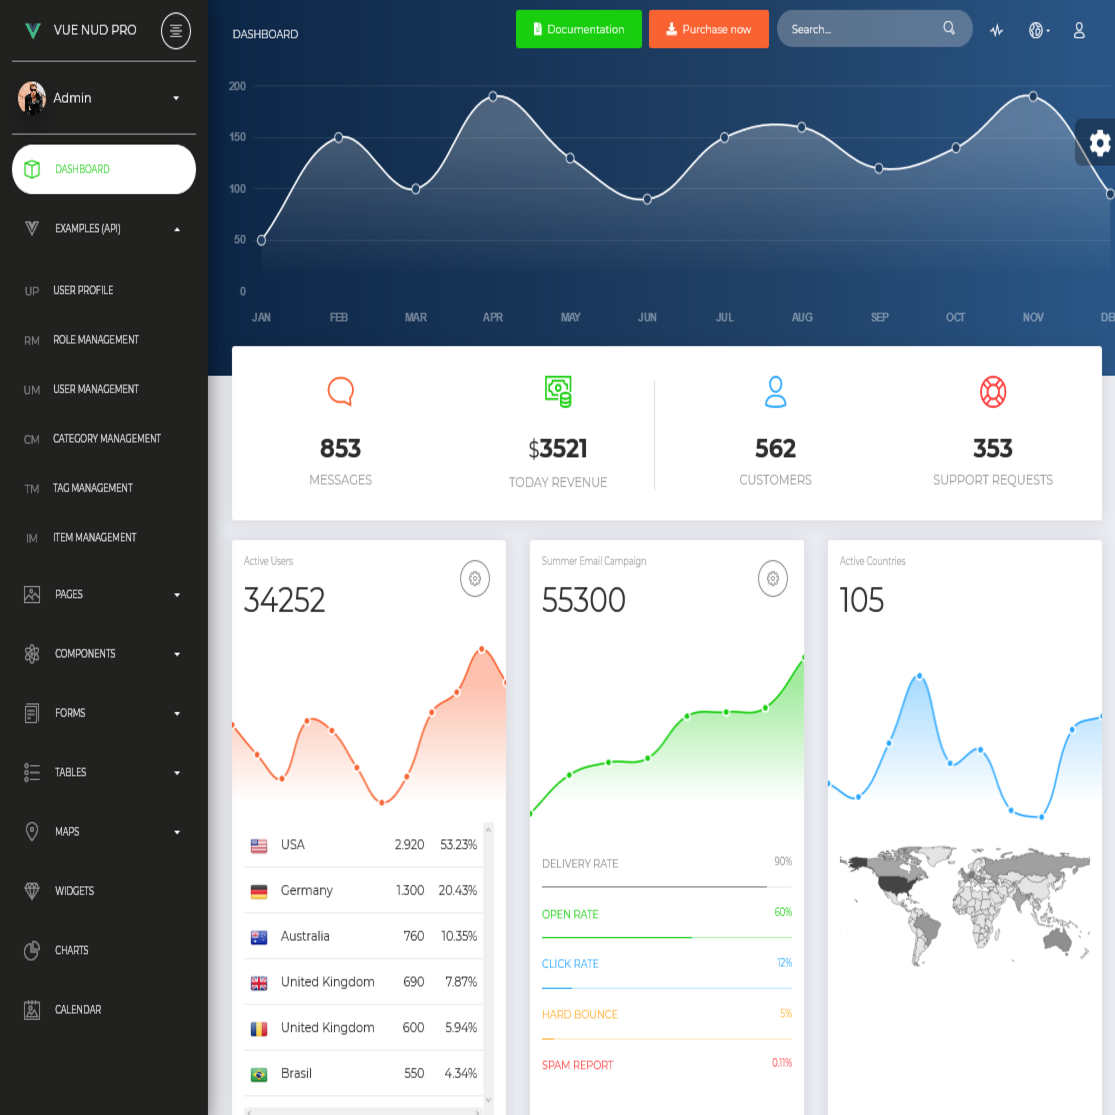 VUE NUD PRO
Admin
DASHBOARD
EXAMPLES (API)
UP USER PROFILE
RM ROLE MANAGEMENT
UM USER MANAGEMENT
CM CATEGORY MANAGEMENT
TM TAG MANAGEMENT
IM ITEM MANAGEMENT
PAGES
COMPONENTS
FORMS
TABLES
MAPS
WIDGETS
CHARTS
CALENDAR
DASHBOARD
Documentation
Purchase now
Search...
200
150
100
50
0
JAN FEB MAR APR MAY JUN JUL AUG SEP OCT NOV DE
853
MESSAGES
$3521
TODAY REVENUE
562
CUSTOMERS
353
SUPPORT REQUESTS
Active Users
34252
USA 2.920 53.23%
Germany 1.300 20.43%
Australia 760 10.35%
United Kingdom 690 7.87%
United Kingdom 600 5.94%
Brasil 550 4.34%
Summer Email Campaign
55300
DELIVERY RATE 90%
OPEN RATE 60%
CLICK RATE 12%
HARD BOUNCE 5%
SPAM REPORT 0.11%
Active Countries
105